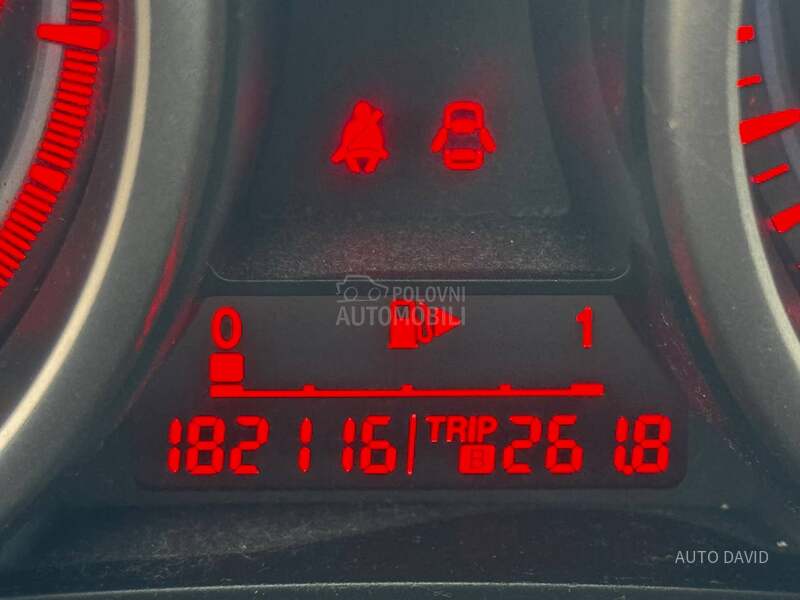 POLOVNI
AUTOMOBILI
0 1
182116 TRIP B 261.8
AUTO DAVID